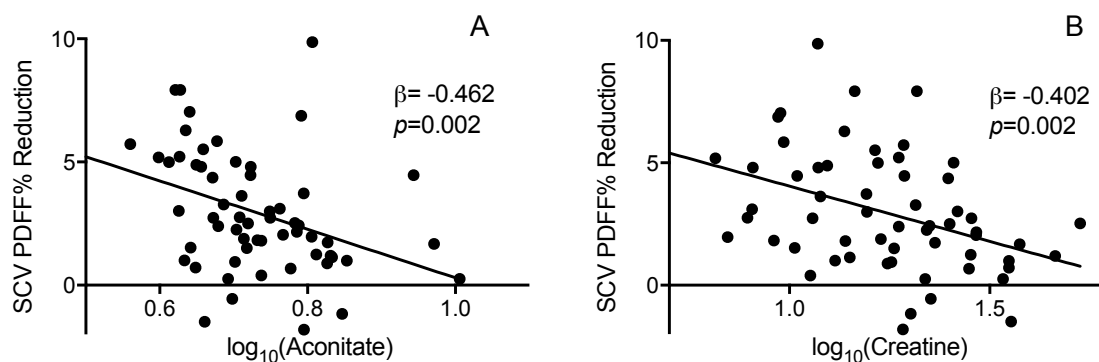 A
10
5
0
0.6
0.8
1.0
SCV PDFF% Reduction
log10(Aconitate)
β= -0.462
p=0.002
B
10
5
0
1.0
1.5
SCV PDFF% Reduction
log10(Creatine)
β= -0.402
p=0.002